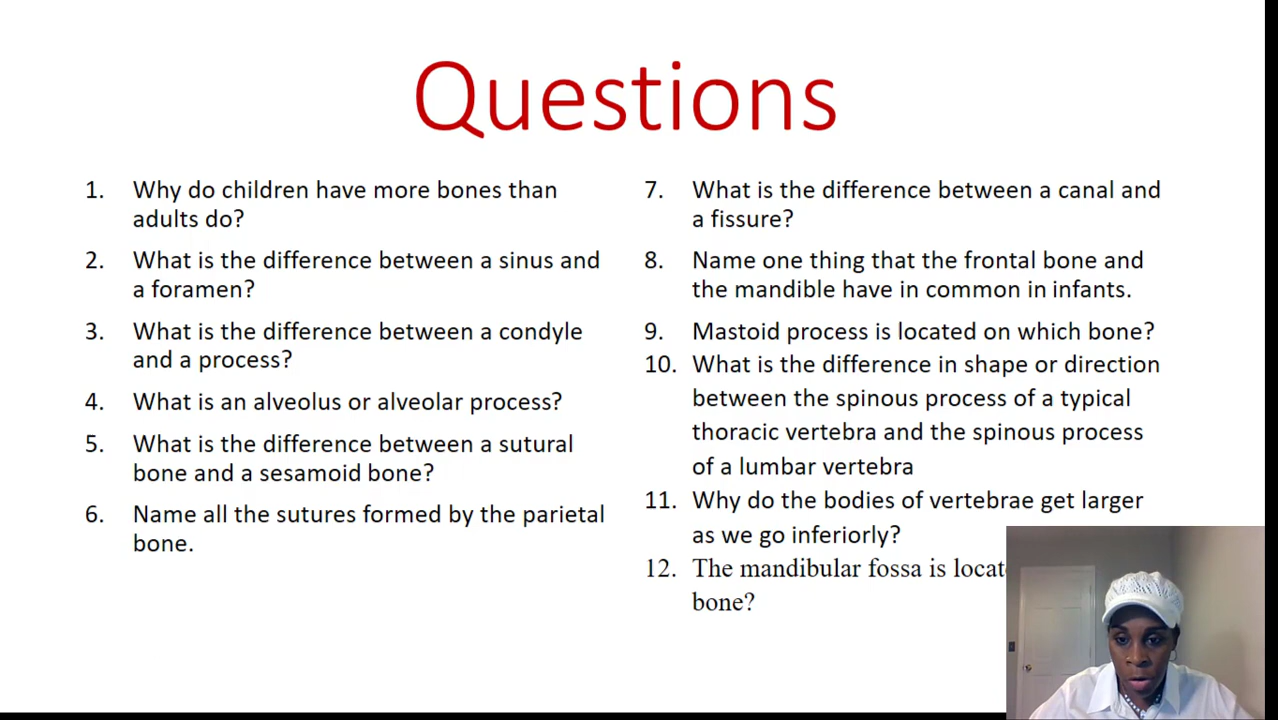 Questions
1. Why do children have more bones than
adults do?
2. What is the difference between a sinus and
a foramen?
3. What is the difference between a condyle
and a process?
4. What is an alveolus or alveolar process?
5. What is the difference between a sutural
bone and a sesamoid bone?
6. Name all the sutures formed by the parietal
bone.
7. What is the difference between a canal and
a fissure?
8. Name one thing that the frontal bone and
the mandible have in common in infants.
9. Mastoid process is located on which bone?
10. What is the difference in shape or direction
between the spinous process of a typical
thoracic vertebra and the spinous process
of a lumbar vertebra
11. Why do the bodies of vertebrae get larger
as we go inferiorly?
12. The mandibular fossa is
bone?